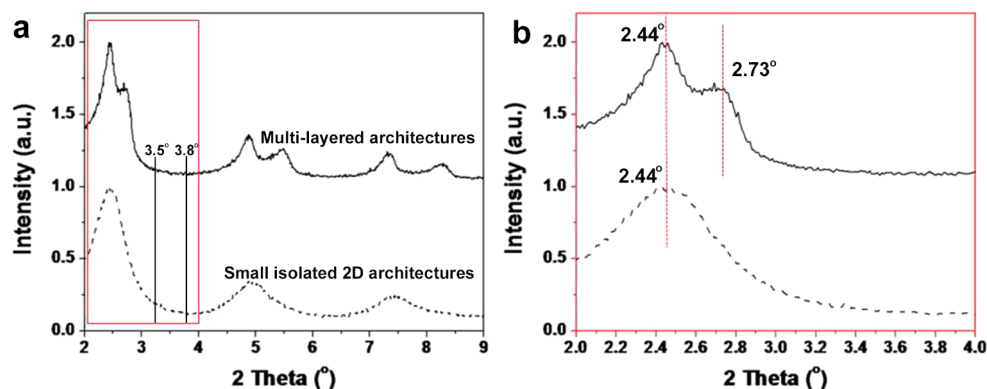 a
2.0
1.5
1.0
0.5
0.0
Intensity (a.u.)
3.5°
3.8°
Multi-layered architectures
Small isolated 2D architectures
2 3 4 5 6 7 8 9
2 Theta (°)
b
2.0
1.5
1.0
0.5
0.0
Intensity (a.u.)
2.44°
2.73°
2.44°
2.0 2.2 2.4 2.6 2.8 3.0 3.2 3.4 3.6 3.8 4.0
2 Theta (°)